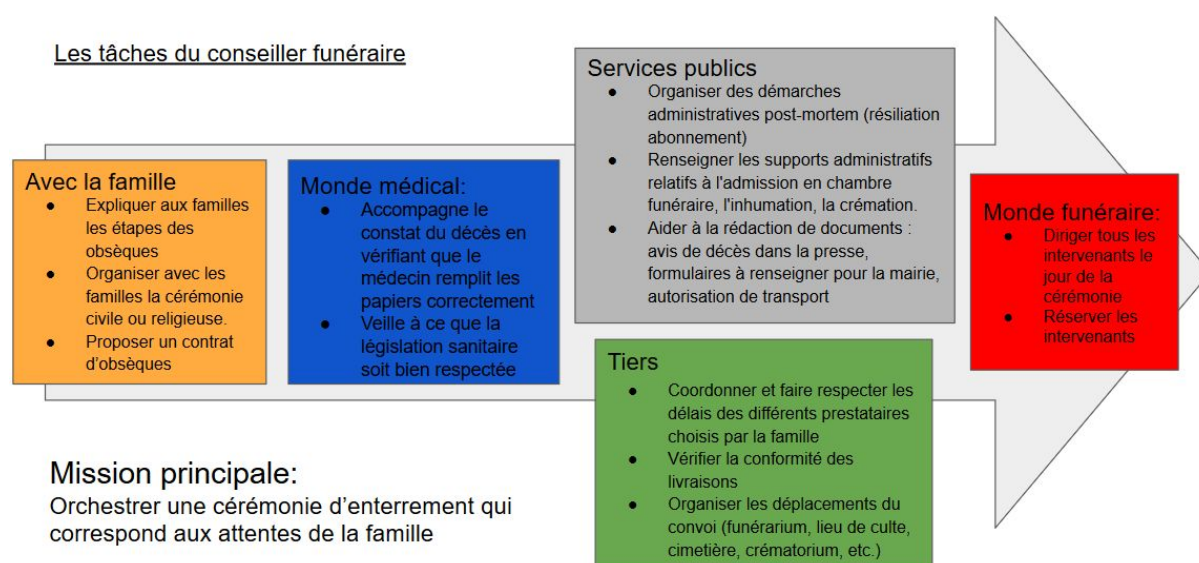 Les tâches du conseiller funéraire
Avec la famille
● Expliquer aux familles
les étapes des
obsèques
● Organiser avec les
familles la cérémonie
civile ou religieuse.
● Proposer un contrat
d'obsèques
Monde médical:
● Accompagne le
constat du décès en
vérifiant que le
médecin remplit les
papiers correctement
● Veille à ce que la
législation sanitaire
soit bien respectée
Services publics
● Organiser des démarches
administratives post-mortem (résiliation
abonnement)
● Renseigner les supports administratifs
relatifs à l'admission en chambre
funéraire, l'inhumation, la crémation.
● Aider à la rédaction de documents :
avis de décès dans la presse,
formulaires à renseigner pour la mairie,
autorisation de transport
Tiers
● Coordonner et faire respecter les
délais des différents prestataires
choisis par la famille
● Vérifier la conformité des
livraisons
● Organiser les déplacements du
convoi (funérarium, lieu de culte,
cimetière, crématorium, etc.)
Monde funéraire:
● Diriger tous les
intervenants le
jour de la
cérémonie
● Réserver les
intervenants
Mission principale:
Orchestrer une cérémonie d'enterrement qui
correspond aux attentes de la famille